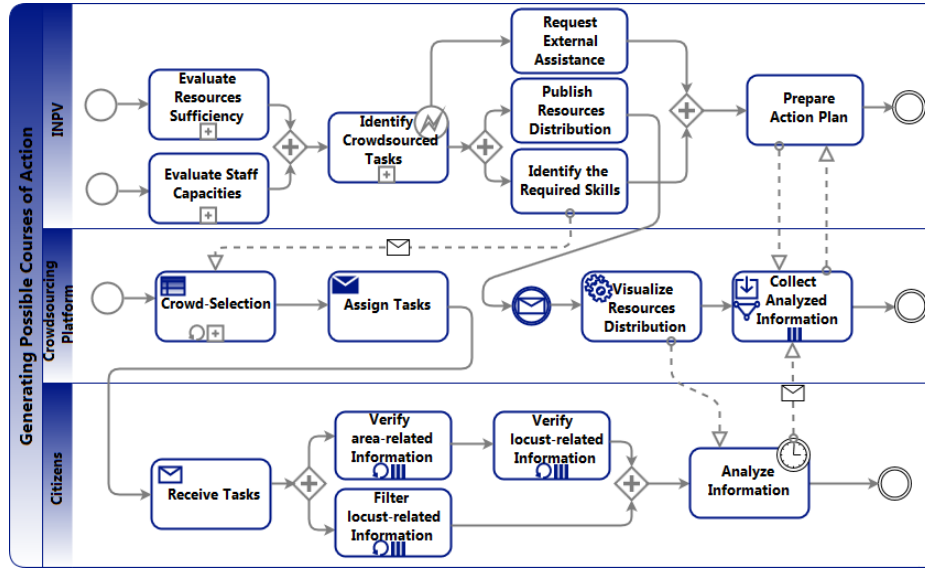 Generating Possible Courses of Action
INPV
Evaluate
Resources
Sufficiency
Evaluate Staff
Capacities
Identify
Crowdsourced
Tasks
Request
External
Assistance
Publish
Resources
Distribution
Identify the
Required Skills
Prepare
Action Plan
Crowdsourcing
Platform
Crowd-Selection
Assign Tasks
Visualize
Resources
Distribution
Collect
Analyzed
Information
Citizens
Receive Tasks
Verify
area-related
Information
Filter
locust-related
Information
Verify
locust-related
Information
Analyze
Information